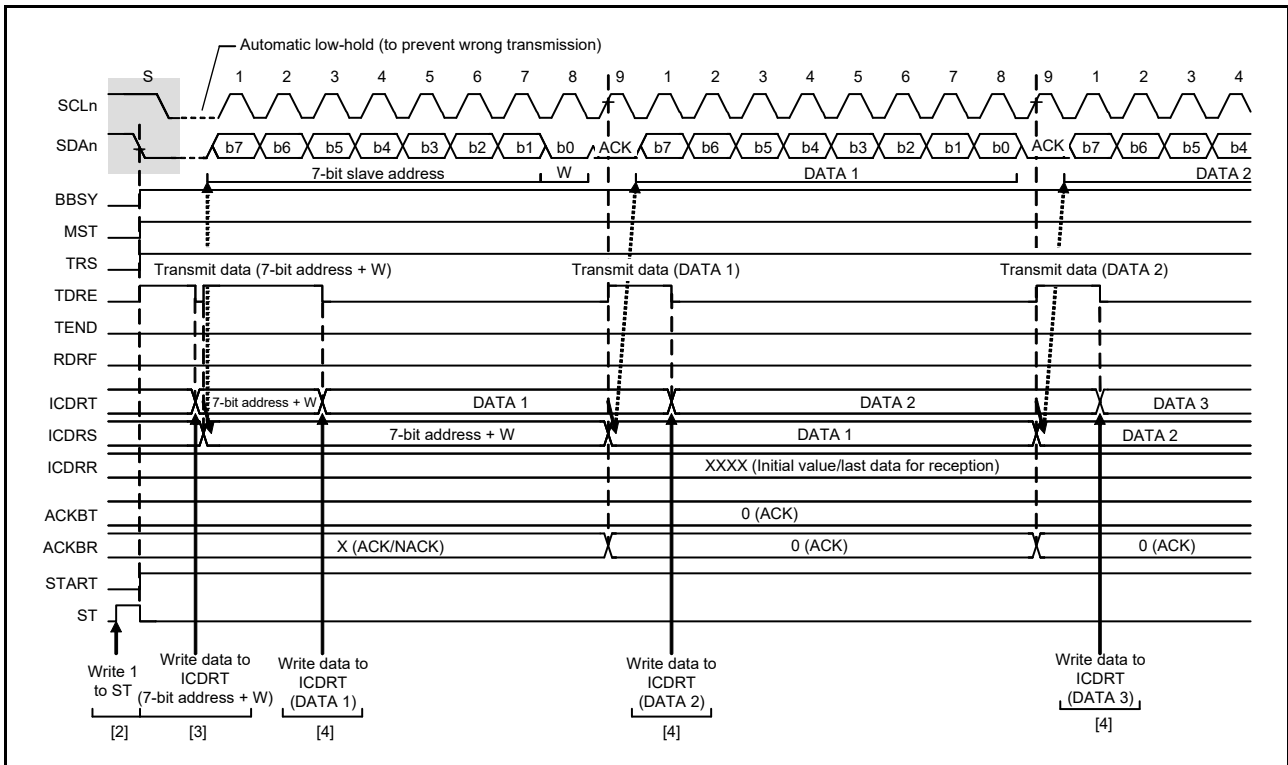 Automatic low-hold (to prevent wrong transmission)
S 1 2 3 4 5 6 7 8 9 1 2 3 4 5 6 7 8 9 1 2 3 4
SCLn
SDAn b7 b6 b5 b4 b3 b2 b1 b0 ACK b7 b6 b5 b4 b3 b2 b1 b0 ACK b7 b6 b5 b4
7-bit slave address W DATA 1 DATA 2
BBSY
MST
TRS
Transmit data (7-bit address + W) Transmit data (DATA 1) Transmit data (DATA 2)
TDRE
TEND
RDRF
ICDRT 7-bit address + W DATA 1 DATA 2 DATA 3
ICDRS 7-bit address + W DATA 1 DATA 2
ICDRR XXXX (Initial value/last data for reception)
ACKBT 0 (ACK)
ACKBR X (ACK/NACK) 0 (ACK) 0 (ACK)
START
ST
Write 1
to ST
Write data to
ICDRT
(7-bit address + W)
Write data to
ICDRT
(DATA 1)
Write data to
ICDRT
(DATA 2)
Write data to
ICDRT
(DATA 3)
[2] [3] [4] [4] [4]